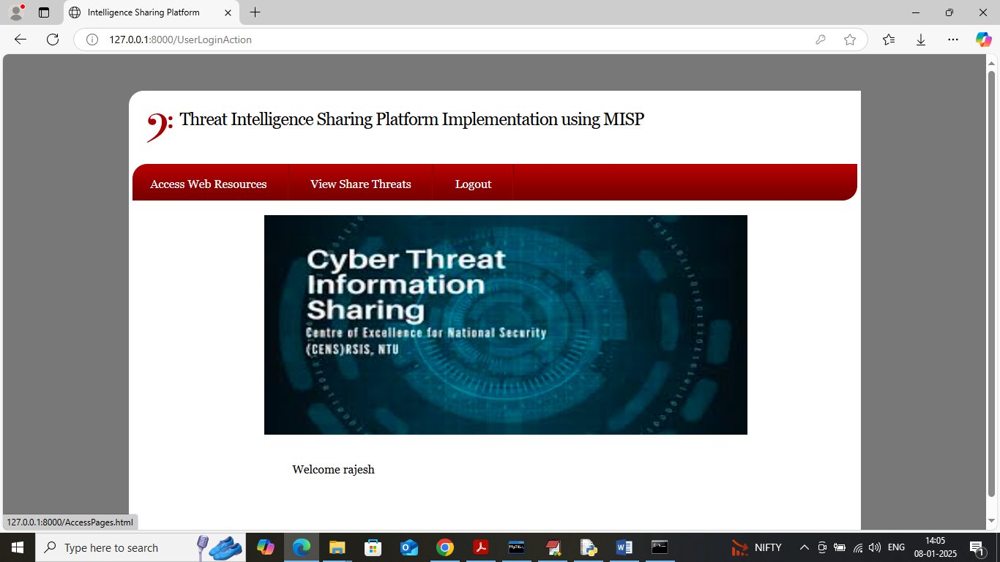 Intelligence Sharing Platform
127.0.0.1:8000/UserLoginAction
Threat Intelligence Sharing Platform Implementation using MISP
Access Web Resources
View Share Threats
Logout
Cyber Threat
Information
Sharing
Centre of Excellence for National Security
(CENS)RSIS, NTU
Welcome rajesh
127.0.0.1:8000/AccessPages.html
Type here to search
NIFTY
ENG
14:05
08-01-2025
1